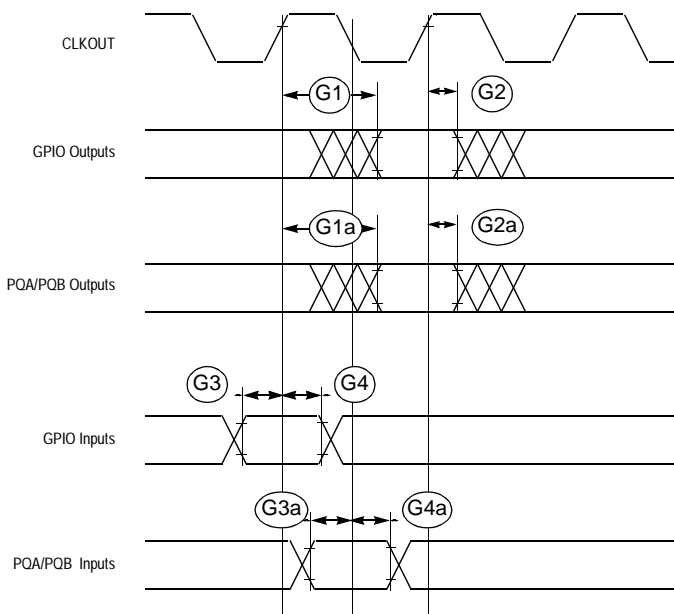 CLKOUT
G1
G2
GPIO Outputs
G1a
G2a
PQA/PQB Outputs
G3
G4
GPIO Inputs
G3a
G4a
PQA/PQB Inputs